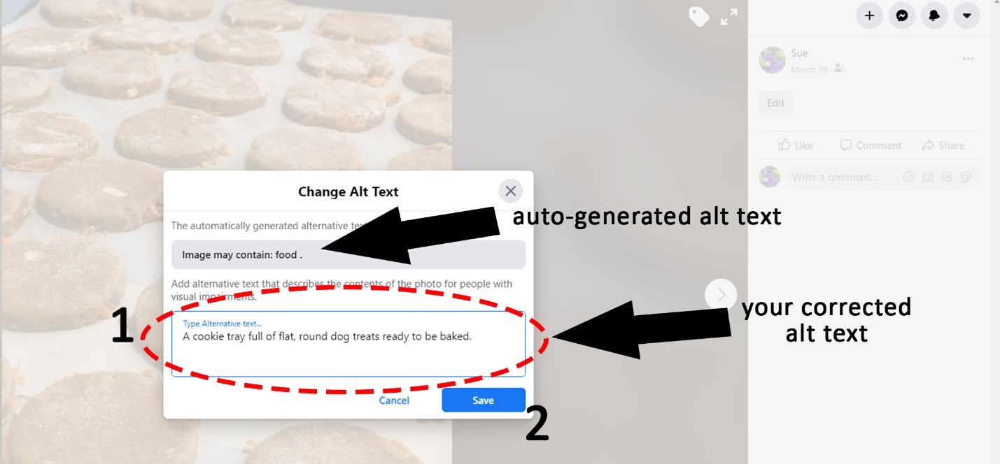 Sue
March 28 ·
Edit
Like Comment Share
Write a comment...
GIF
Change Alt Text
The automatically generated alternative
auto-generated alt text
Image may contain: food .
Add alternative text that describes the contents of the photo for people with
visual impairments.
1
Type Alternative text...
A cookie tray full of flat, round dog treats ready to be baked.
your corrected
alt text
Cancel Save
2